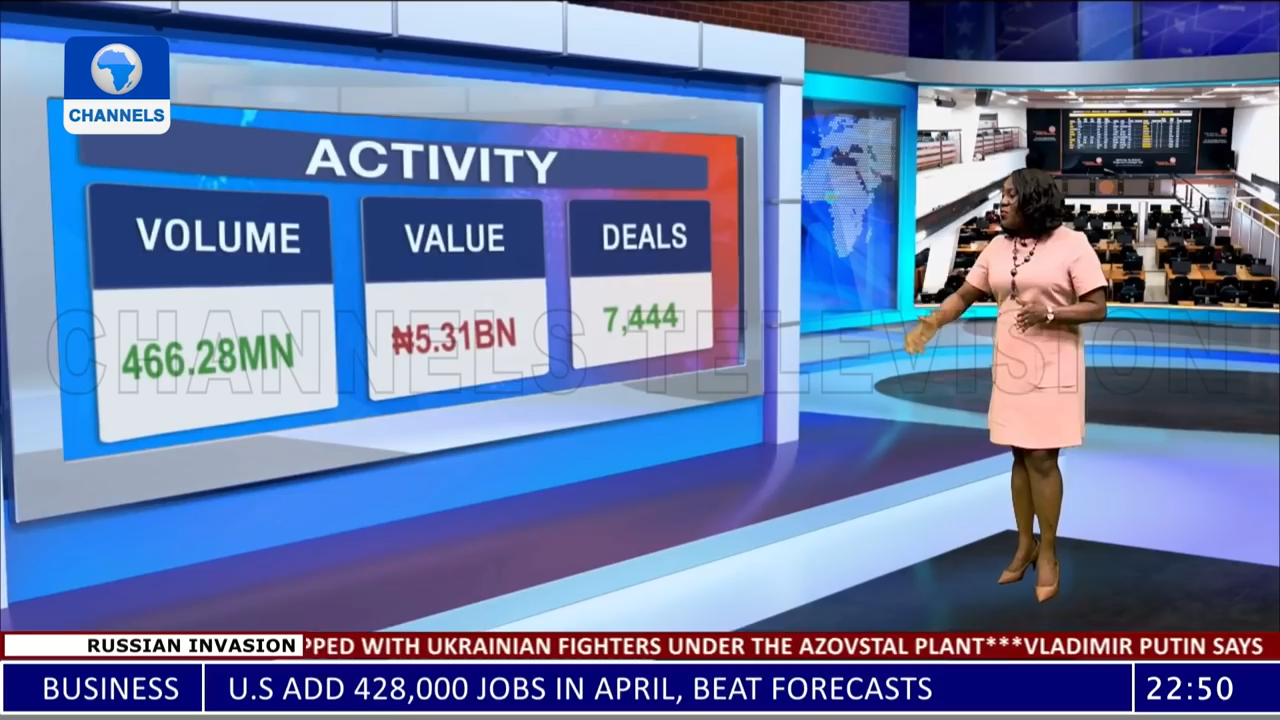 CHANNELS
ACTIVITY
VOLUME
VALUE
DEALS
466.28MN
₦5.31BN
7,444
CHANNELS TELEVISION
RUSSIAN INVASION
PPED WITH UKRAINIAN FIGHTERS UNDER THE AZOVSTAL PLANT***VLADIMIR PUTIN SAYS
BUSINESS
U.S ADD 428,000 JOBS IN APRIL, BEAT FORECASTS
22:50